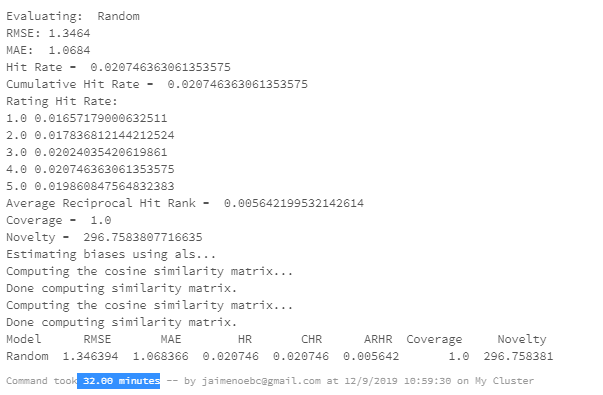 Evaluating:  Random
RMSE: 1.3464
MAE:  1.0684
Hit Rate =  0.020746363061353575
Cumulative Hit Rate =  0.020746363061353575
Rating Hit Rate:
1.0 0.01657179000632511
2.0 0.017836812144212524
3.0 0.02024035420619861
4.0 0.020746363061353575
5.0 0.019860847564832383
Average Reciprocal Hit Rank =  0.005642199532142614
Coverage =  1.0
Novelty =  296.7583807716635
Estimating biases using als...
Computing the cosine similarity matrix...
Done computing similarity matrix.
Computing the cosine similarity matrix...
Done computing similarity matrix.
Model      RMSE       MAE        HR       CHR      ARHR  Coverage     Novelty
Random  1.346394  1.068366  0.020746  0.020746  0.005642       1.0  296.758381
Command took 32.00 minutes -- by jaimenoebc@gmail.com at 12/9/2019 10:59:30 on My Cluster